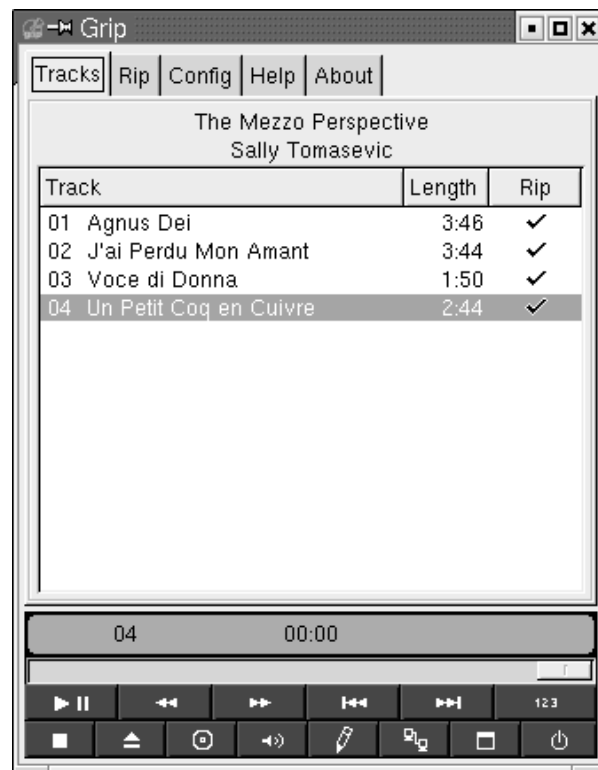 Grip
Tracks Rip Config Help About
The Mezzo Perspective
Sally Tomasevic
Track Length Rip
01 Agnus Dei 3:46
02 J'ai Perdu Mon Amant 3:44
03 Voce di Donna 1:50
04 Un Petit Coq en Cuivre 2:44
04 00:00
123